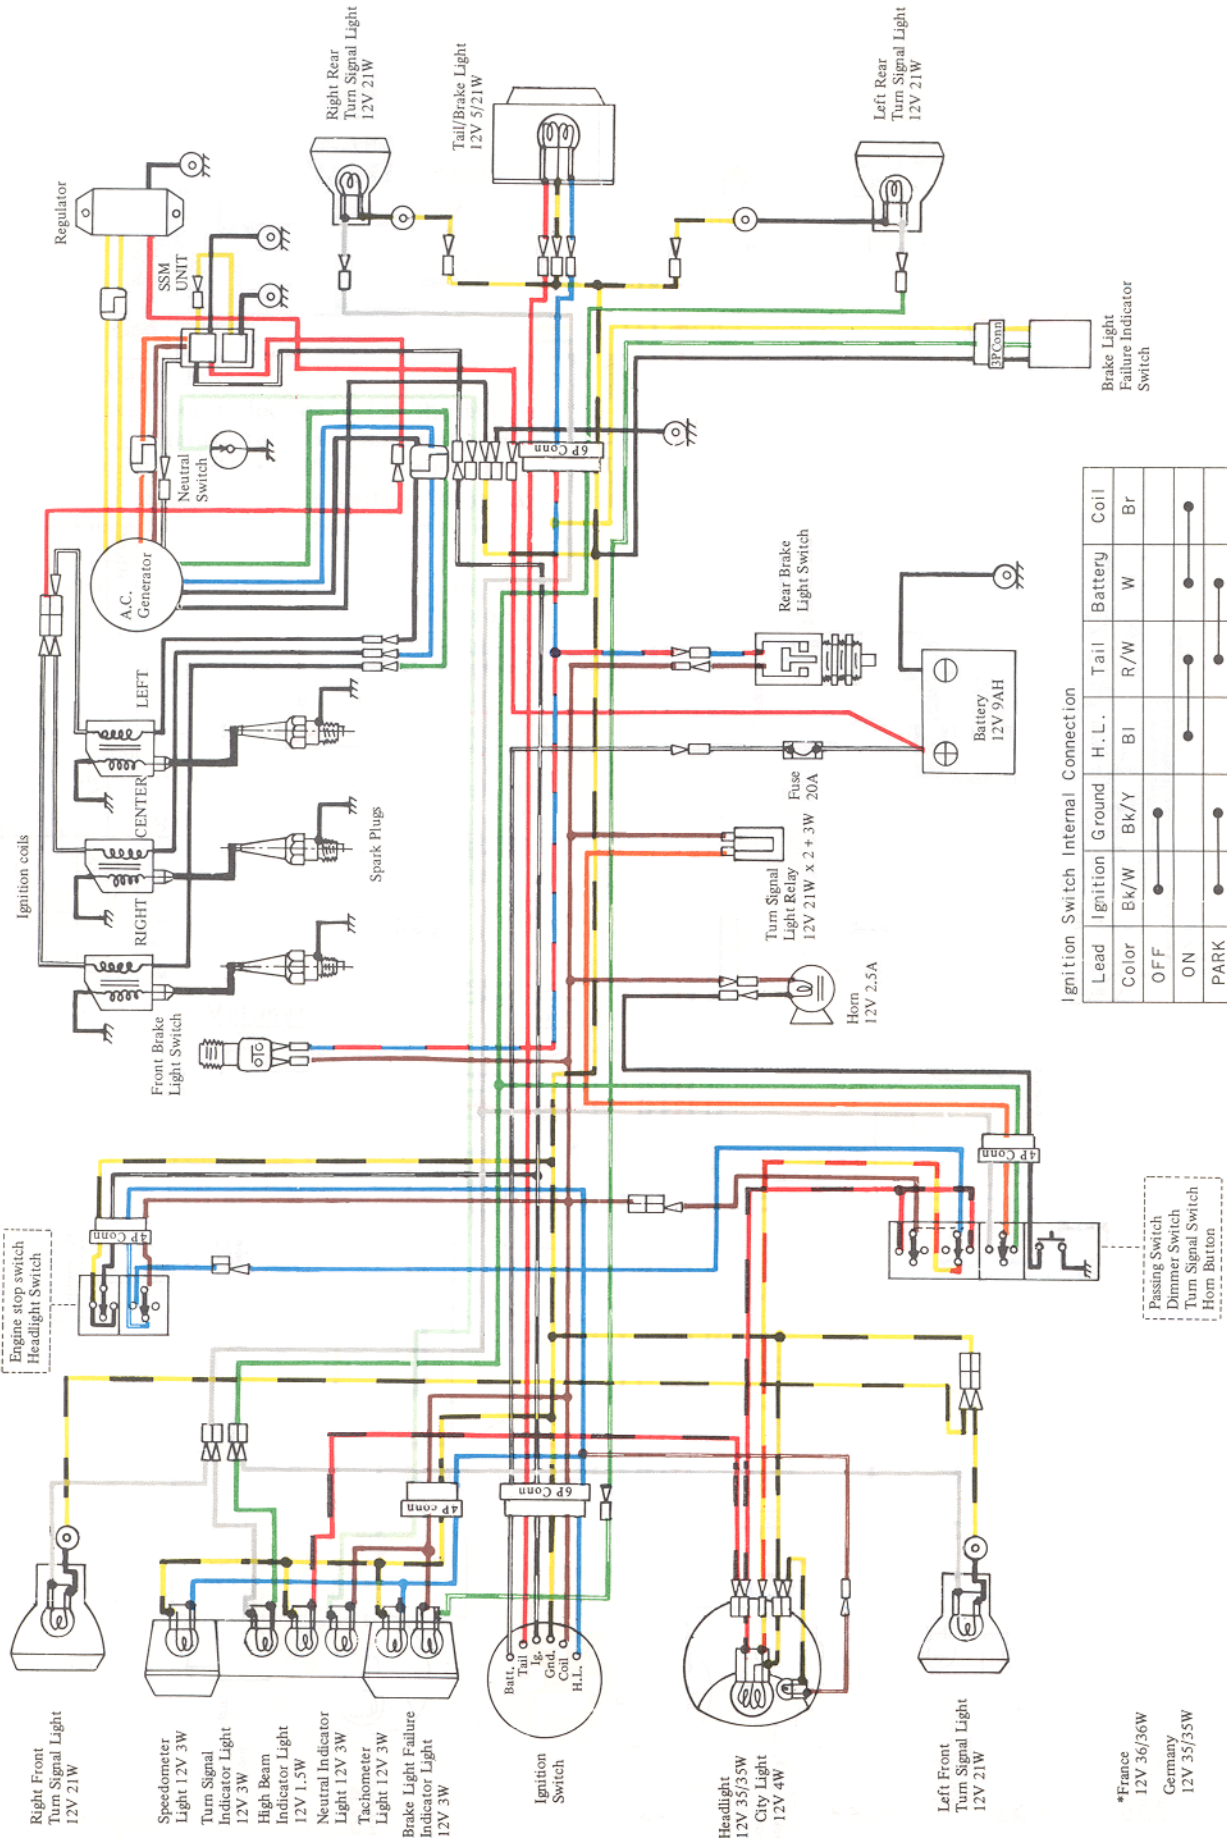 Right Front
Turn Signal Light
12V 21W
Speedometer
Light 12V 3W
Turn Signal
Indicator Light
12V 3W
High Beam
Indicator Light
12V 1.5W
Neutral Indicator
Light 12V 3W
Tachometer
Light 12V 3W
Brake Light Failure
Indicator Light
12V 3W
Ignition
Switch
Headlight
12V 35/35W
City Light
12V 4W
Left Front
Turn Signal Light
12V 21W
*France
12V 36/36W
Germany
12V 35/35W
Batt.
Tail
Ig.
Gnd.
Coil
H.L.
4P conn
6P Conn
Engine stop switch
Headlight Switch
4P Conn
Passing Switch
Dimmer Switch
Turn Signal Switch
Horn Button
4P Conn
Front Brake
Light Switch
Horn
12V 2.5A
Turn Signal
Light Relay
12V 21W x 2 + 3W
Fuse
20A
Battery
12V 9AH
Rear Brake
Light Switch
Ignition coils
RIGHT
CENTER
LEFT
Spark Plugs
A.C.
Generator
Neutral
Switch
6P Conn
SSM
UNIT
Regulator
Right Rear
Turn Signal Light
12V 21W
Tail/Brake Light
12V 5/21W
Left Rear
Turn Signal Light
12V 21W
3PConn
Brake Light
Failure Indicator
Switch
Ignition Switch Internal Connection
Lead Ignition Ground H.L. Tail Battery Coil
Color Bk/W Bk/Y Bl R/W W Br
OFF
ON
PARK